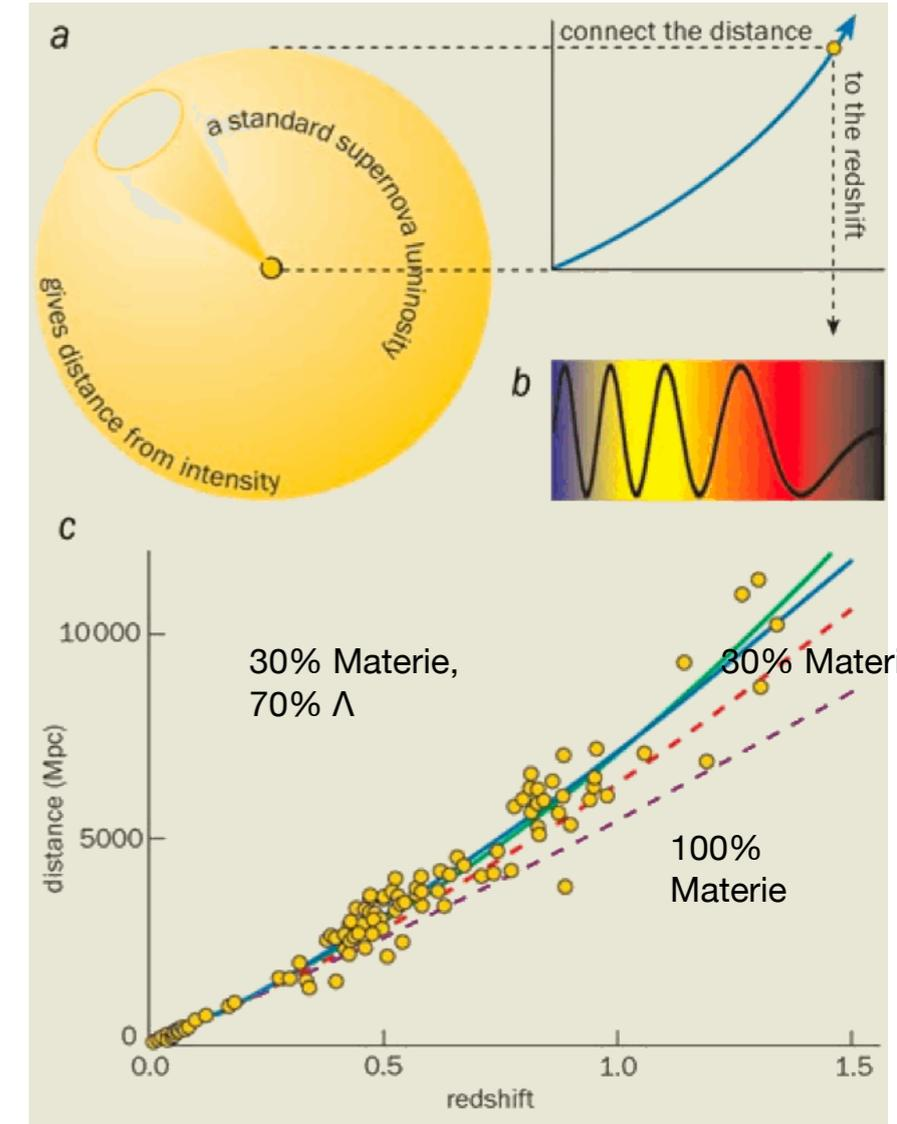 a
connect the distance
to the redshift
a standard supernova luminosity
gives distance from intensity
b
c
10000
5000
0
distance (Mpc)
30% Materie,
70% Λ
30% Materi
100%
Materie
0.0
0.5
1.0
1.5
redshift